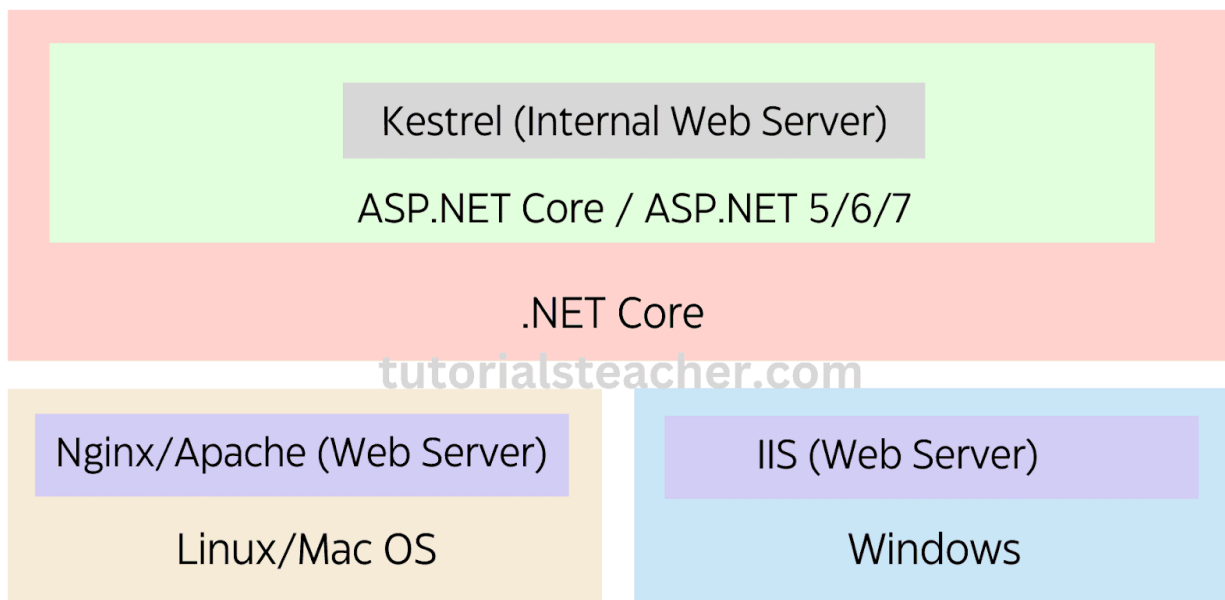 Kestrel (Internal Web Server)
ASP.NET Core / ASP.NET 5/6/7
.NET Core
tutorialsteacher.com
Nginx/Apache (Web Server)
Linux/Mac OS
IIS (Web Server)
Windows